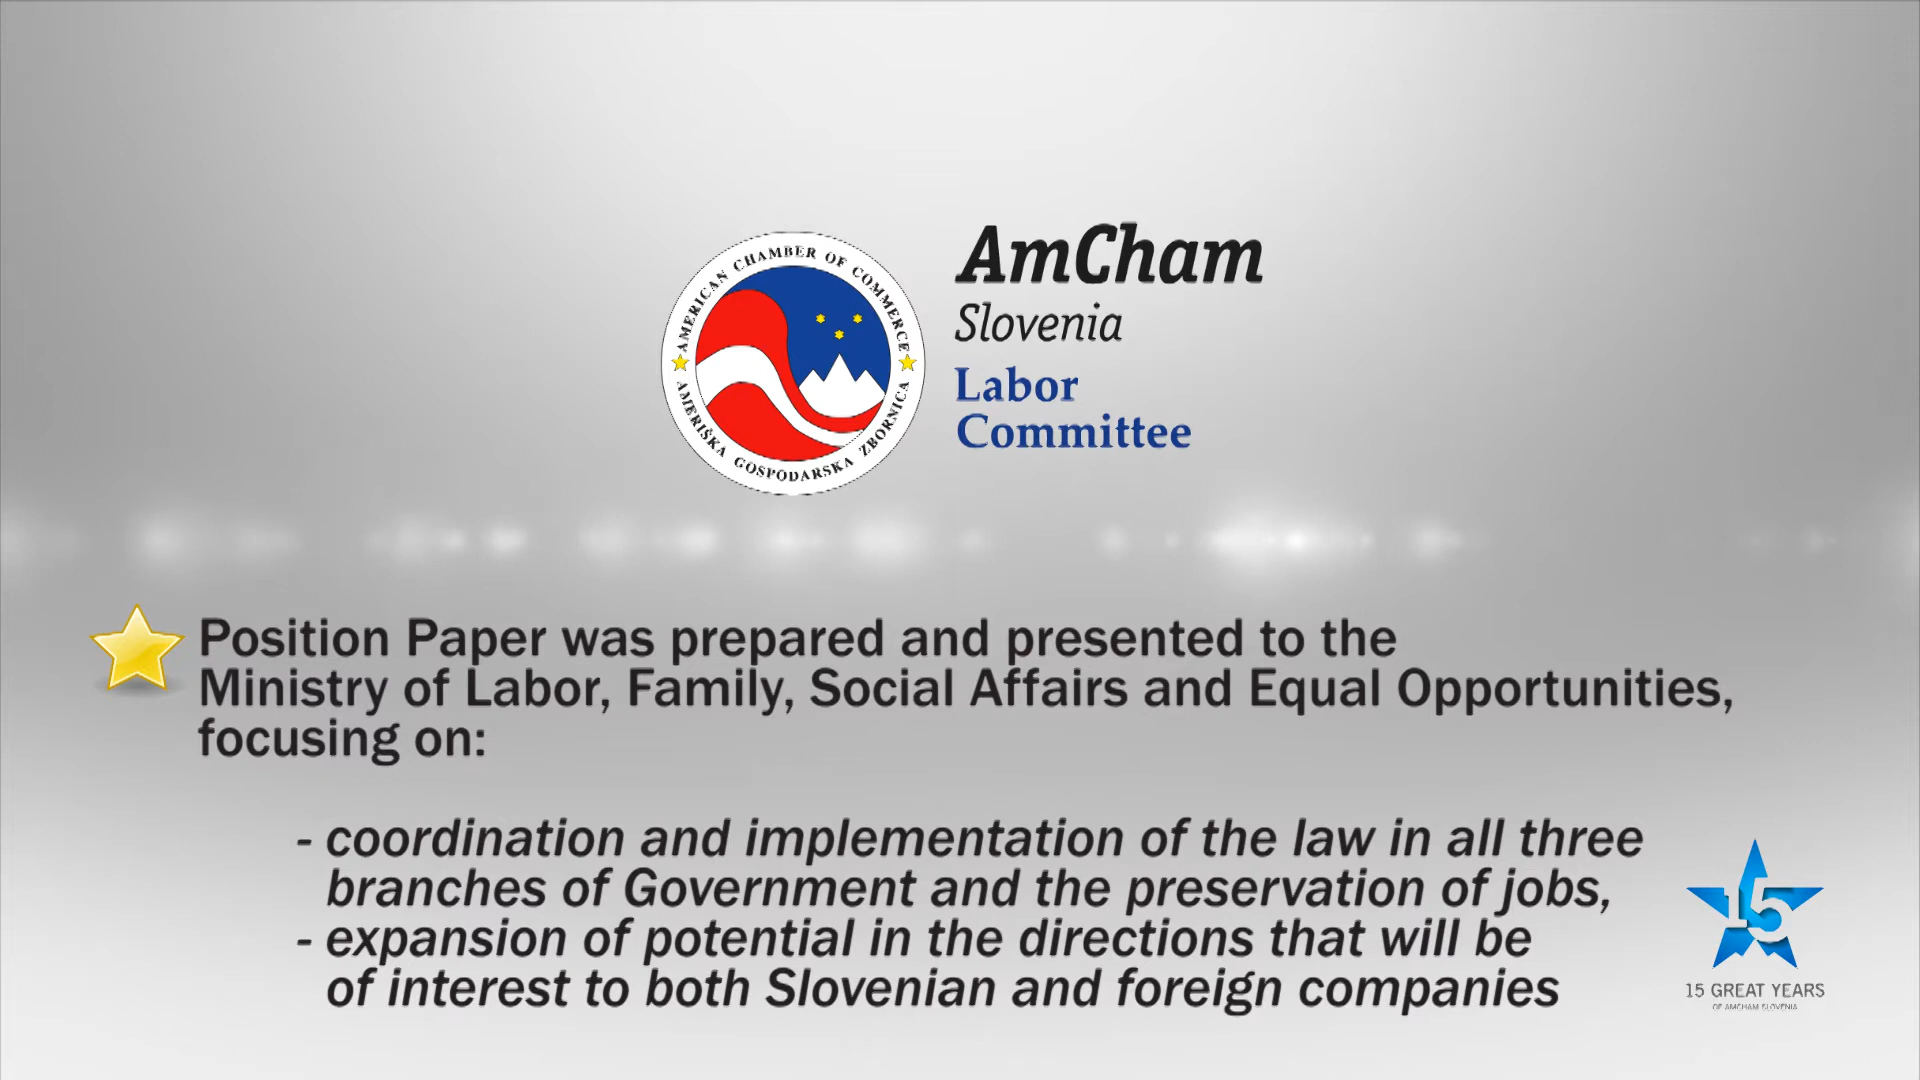 AMERICAN CHAMBER OF COMMERCE
AMERIŠKA GOSPODARSKA ZBORNICA
AmCham
Slovenia
Labor
Committee
Position Paper was prepared and presented to the
Ministry of Labor, Family, Social Affairs and Equal Opportunities,
focusing on:
- coordination and implementation of the law in all three
branches of Government and the preservation of jobs,
- expansion of potential in the directions that will be
of interest to both Slovenian and foreign companies
15
15 GREAT YEARS
OF AMCHAM SLOVENIA